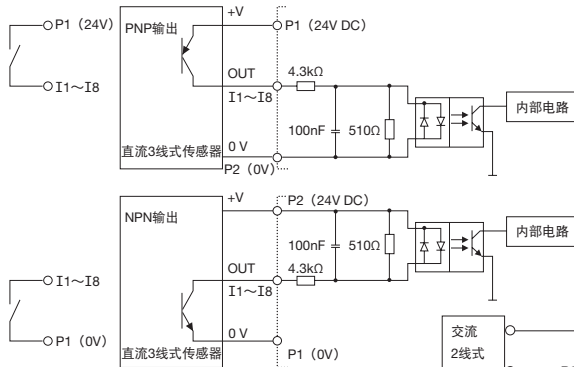 +V
P1（24V）
PNP输出
P1（24V DC）
OUT
4.3kΩ
I1～I8
I1～I8
内部电路
100nF
510Ω
直流3线式传感器
0 V
P2（0V）
+V
P2（24V DC）
NPN输出
内部电路
100nF
510Ω
I1～I8
OUT
4.3kΩ
I1～I8
0 V
P1（0V）
直流3线式传感器
P1（0V）
交流
2线式